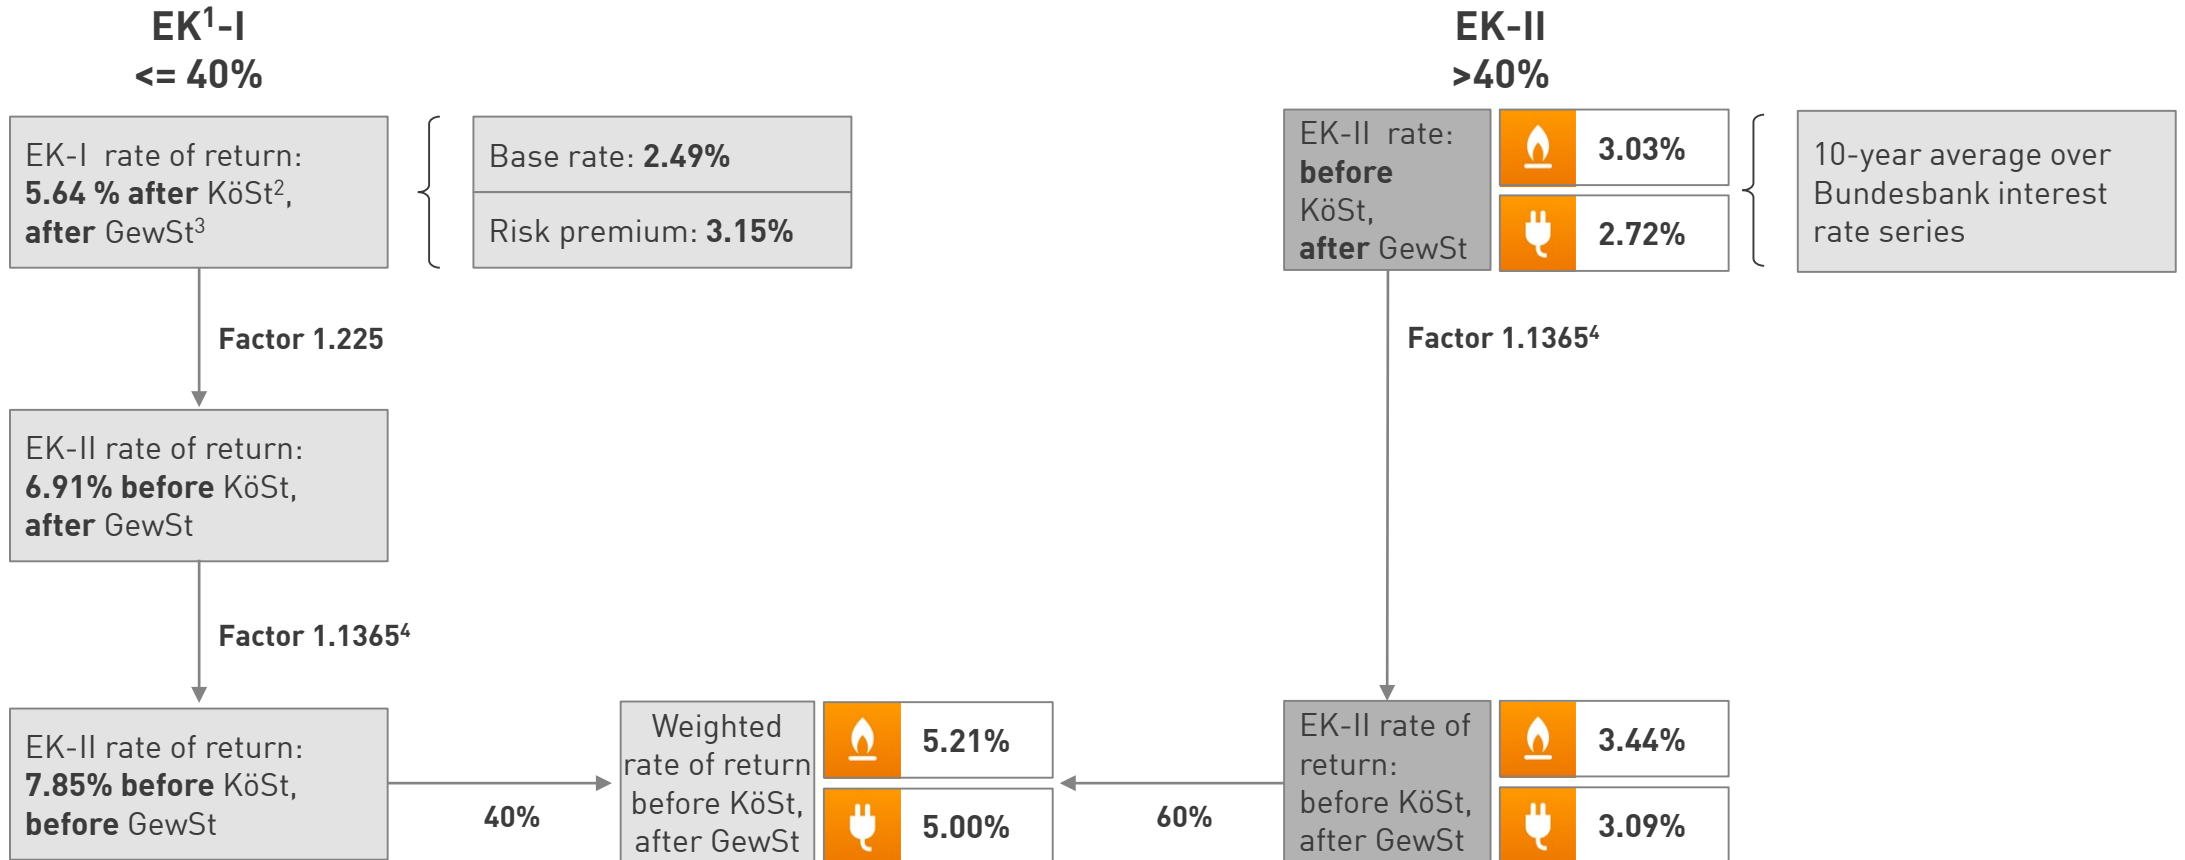 EK¹-I
<= 40%
EK-I rate of return:
5.64 % after KöSt²,
after GewSt³
Base rate: 2.49%
Risk premium: 3.15%
Factor 1.225
EK-II rate of return:
6.91% before KöSt,
after GewSt
Factor 1.1365⁴
EK-II rate of return:
7.85% before KöSt,
before GewSt
40%
Weighted
rate of return
before KöSt,
after GewSt
5.21%
5.00%
60%
EK-II
>40%
EK-II rate:
before
KöSt,
after GewSt
3.03%
2.72%
10-year average over
Bundesbank interest
rate series
Factor 1.1365⁴
EK-II rate of
return:
before KöSt,
after GewSt
3.44%
3.09%